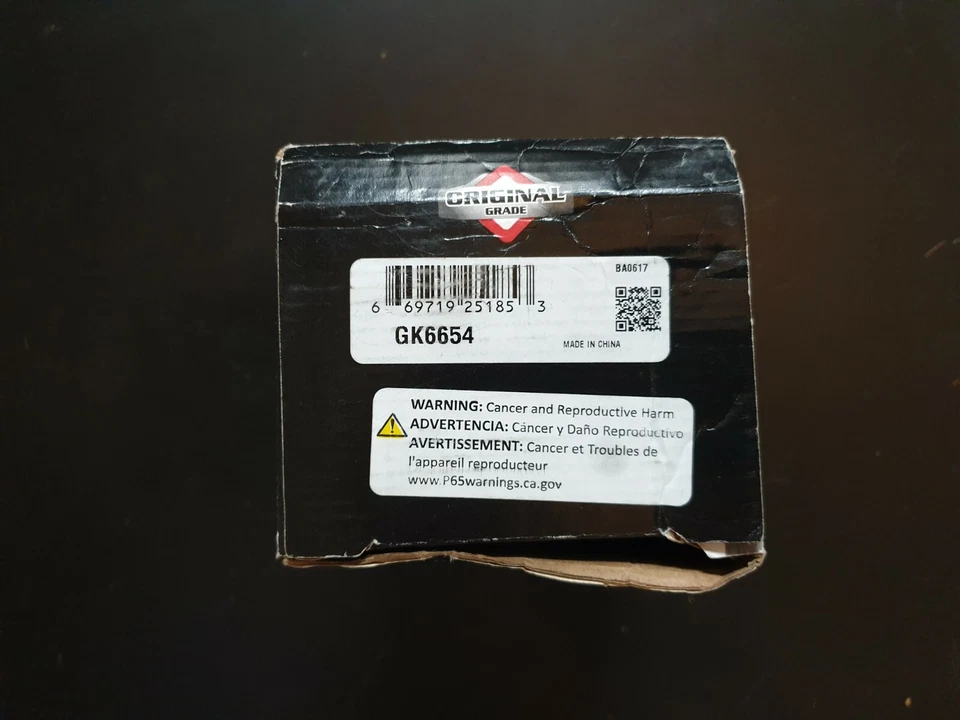 ORIGINAL
GRADE
BA0617
6 69719 25185 3
GK6654
MADE IN CHINA
WARNING: Cancer and Reproductive Harm
ADVERTENCIA: Cáncer y Daño Reproductivo
AVERTISSEMENT: Cancer et Troubles de
l'appareil reproducteur
www.P65warnings.ca.gov